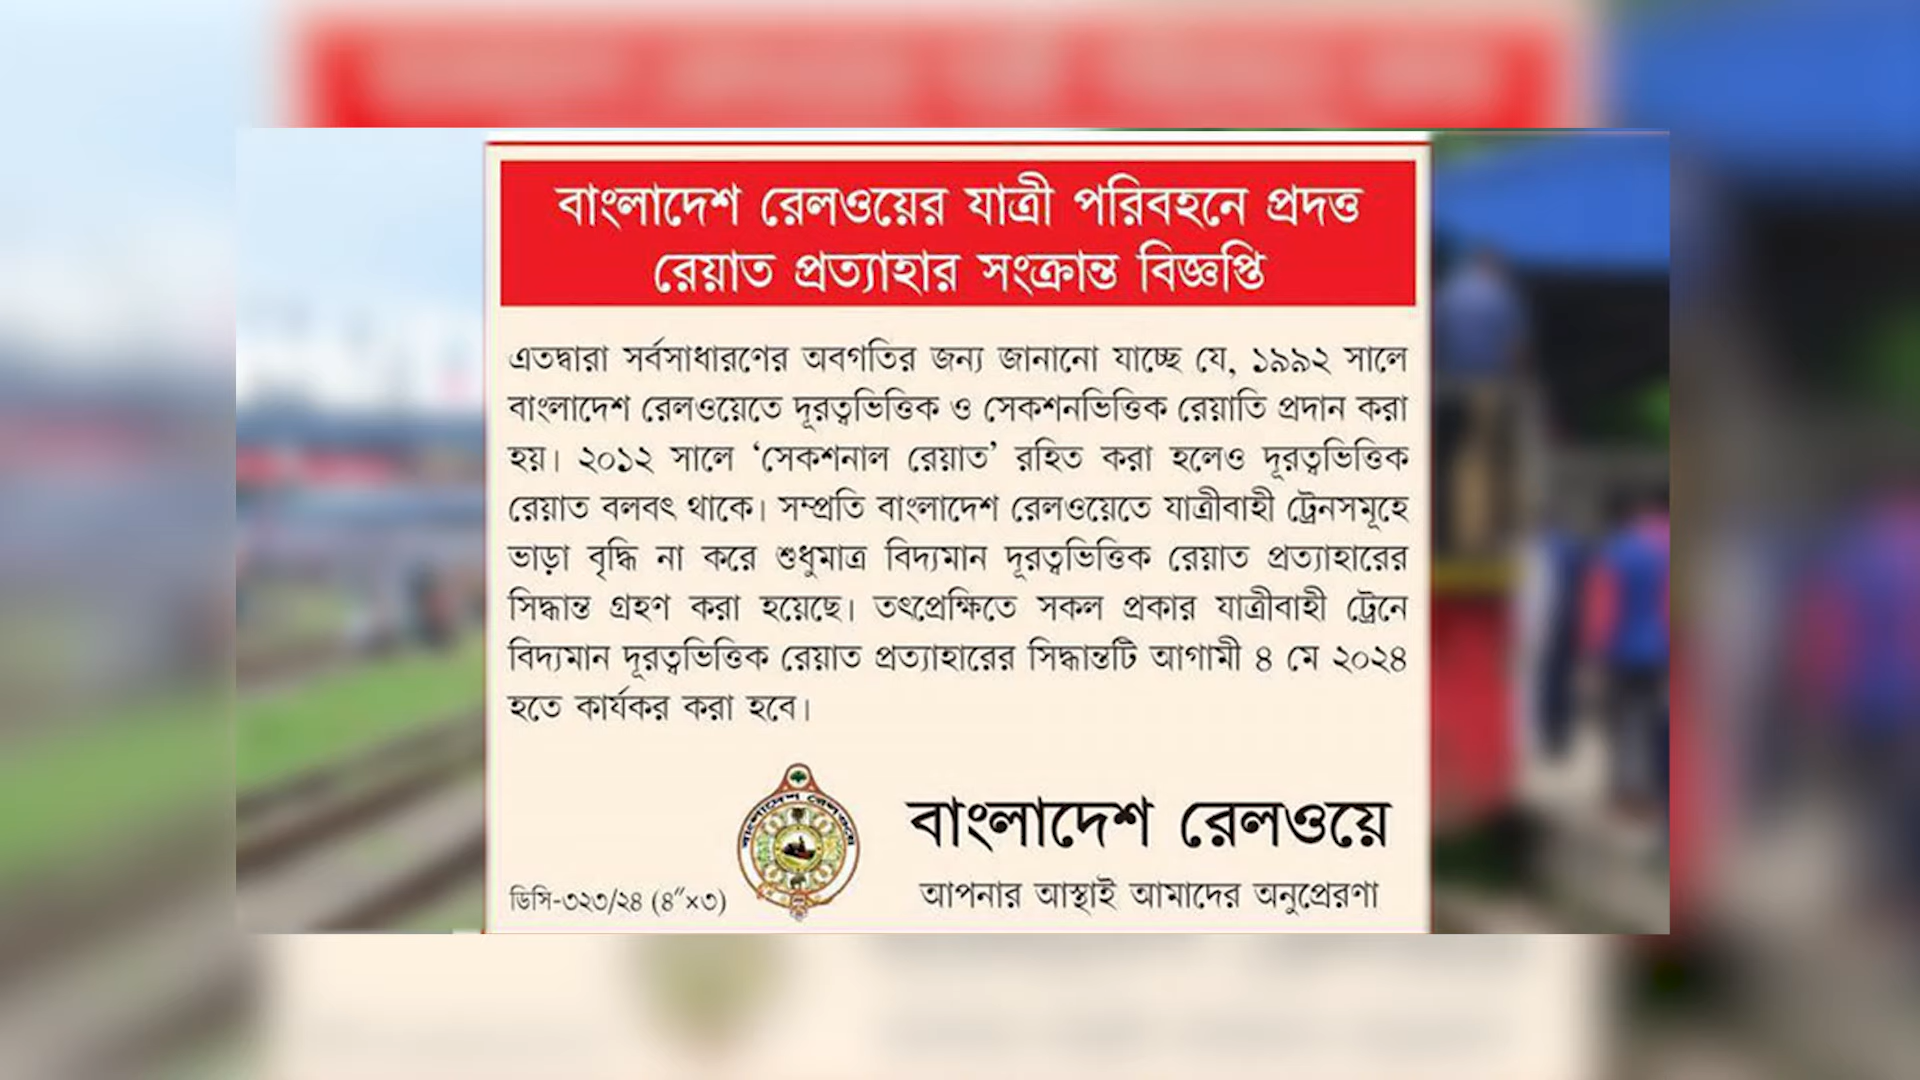 বাংলাদেশ রেলওয়ের যাত্রী পরিবহনে প্রদত্ত
রেয়াত প্রত্যাহার সংক্রান্ত বিজ্ঞপ্তি
এতদ্বারা সর্বসাধারণের অবগতির জন্য জানানো যাচ্ছে যে, ১৯৯২ সালে
বাংলাদেশ রেলওয়েতে দূরত্বভিত্তিক ও সেকশনভিত্তিক রেয়াতি প্রদান করা
হয়। ২০১২ সালে ‘সেকশনাল রেয়াত’ রহিত করা হলেও দূরত্বভিত্তিক
রেয়াত বলবৎ থাকে। সম্প্রতি বাংলাদেশ রেলওয়েতে যাত্রীবাহী ট্রেনসমূহে
ভাড়া বৃদ্ধি না করে শুধুমাত্র বিদ্যমান দূরত্বভিত্তিক রেয়াত প্রত্যাহারের
সিদ্ধান্ত গ্রহণ করা হয়েছে। তৎপ্রেক্ষিতে সকল প্রকার যাত্রীবাহী ট্রেনে
বিদ্যমান দূরত্বভিত্তিক রেয়াত প্রত্যাহারের সিদ্ধান্তটি আগামী ৪ মে ২০২৪
হতে কার্যকর করা হবে।
বাংলাদেশ রেলওয়ে
বাংলাদেশ রেলওয়ে
আপনার আস্থাই আমাদের অনুপ্রেরণা
ডিসি-৩২৩/২৪ (৪″×৩)